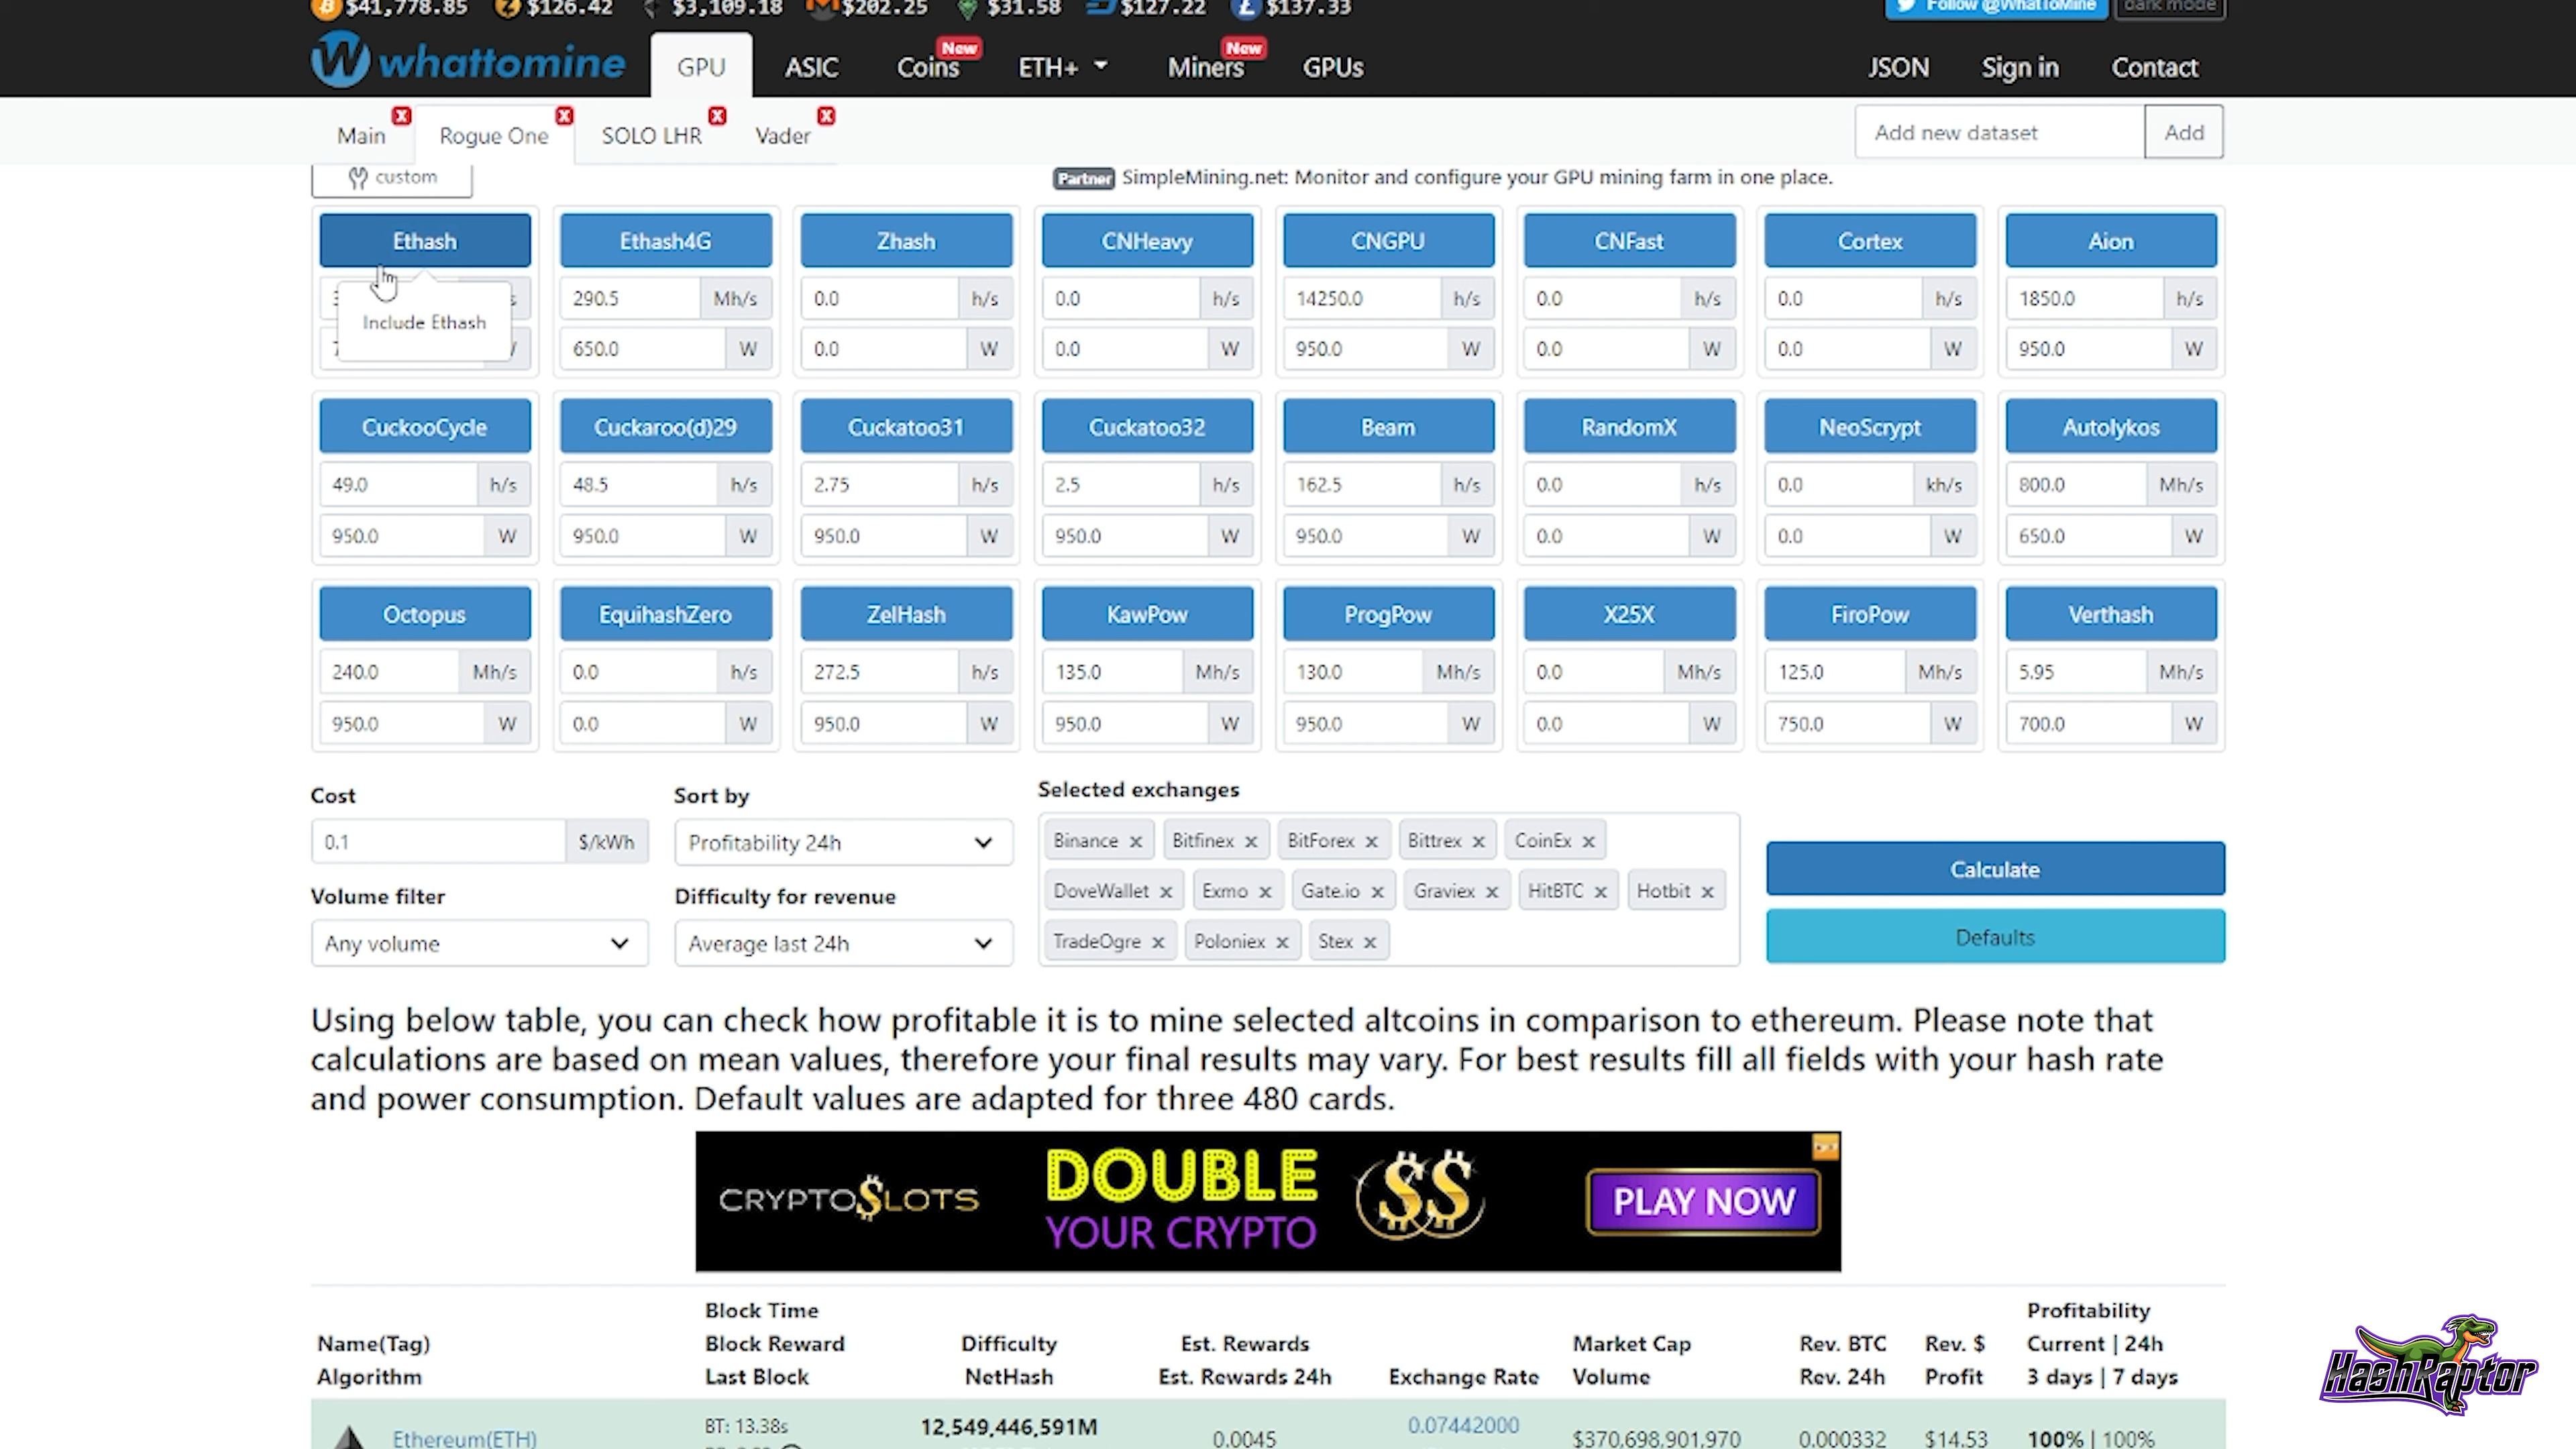 $41,778.85 $126.42 $3,109.18 $202.25 $31.58 $127.22 $137.33 Follow @WhatToMine dark mode
whattomine GPU ASIC Coins New ETH+ Miners New GPUs JSON Sign in Contact
Main x Rogue One x SOLO LHR x Vader x Add new dataset Add
custom Partner SimpleMining.net: Monitor and configure your GPU mining farm in one place.
Ethash Ethash4G Zhash CNHeavy CNGPU CNFast Cortex Aion
290.5 Mh/s 0.0 h/s 0.0 h/s 14250.0 h/s 0.0 h/s 0.0 h/s 1850.0 h/s
Include Ethash
650.0 W 0.0 W 0.0 W 950.0 W 0.0 W 0.0 W 950.0 W
CuckooCycle Cuckaroo(d)29 Cuckatoo31 Cuckatoo32 Beam RandomX NeoScrypt Autolykos
49.0 h/s 48.5 h/s 2.75 h/s 2.5 h/s 162.5 h/s 0.0 h/s 0.0 kh/s 800.0 Mh/s
950.0 W 950.0 W 950.0 W 950.0 W 950.0 W 0.0 W 0.0 W 650.0 W
Octopus EquihashZero ZelHash KawPow ProgPow X25X FiroPow Verthash
240.0 Mh/s 0.0 h/s 272.5 h/s 135.0 Mh/s 130.0 Mh/s 0.0 Mh/s 125.0 Mh/s 5.95 Mh/s
950.0 W 0.0 W 950.0 W 950.0 W 950.0 W 0.0 W 750.0 W 700.0 W
Cost Sort by Selected exchanges
0.1 $/kWh Profitability 24h Binance × Bitfinex × BitForex × Bittrex × CoinEx × Calculate
Volume filter Difficulty for revenue DoveWallet × Exmo × Gate.io × Graviex × HitBTC × Hotbit ×
Any volume Average last 24h TradeOgre × Poloniex × Stex × Defaults
Using below table, you can check how profitable it is to mine selected altcoins in comparison to ethereum. Please note that
calculations are based on mean values, therefore your final results may vary. For best results fill all fields with your hash rate
and power consumption. Default values are adapted for three 480 cards.
CRYPTO$LOTS DOUBLE YOUR CRYPTO $$ PLAY NOW
Block Time Profitability
Name(Tag) Block Reward Difficulty Est. Rewards Market Cap Rev. BTC Rev. $ Current | 24h
Algorithm Last Block NetHash Est. Rewards 24h Exchange Rate Volume Rev. 24h Profit 3 days | 7 days
HashRaptor
BT: 13.38s 12,549,446,591M 0.07442000
Ethereum(ETH) 0.0045 $370,698,901,970 0.000332 $14.53 100% | 100%